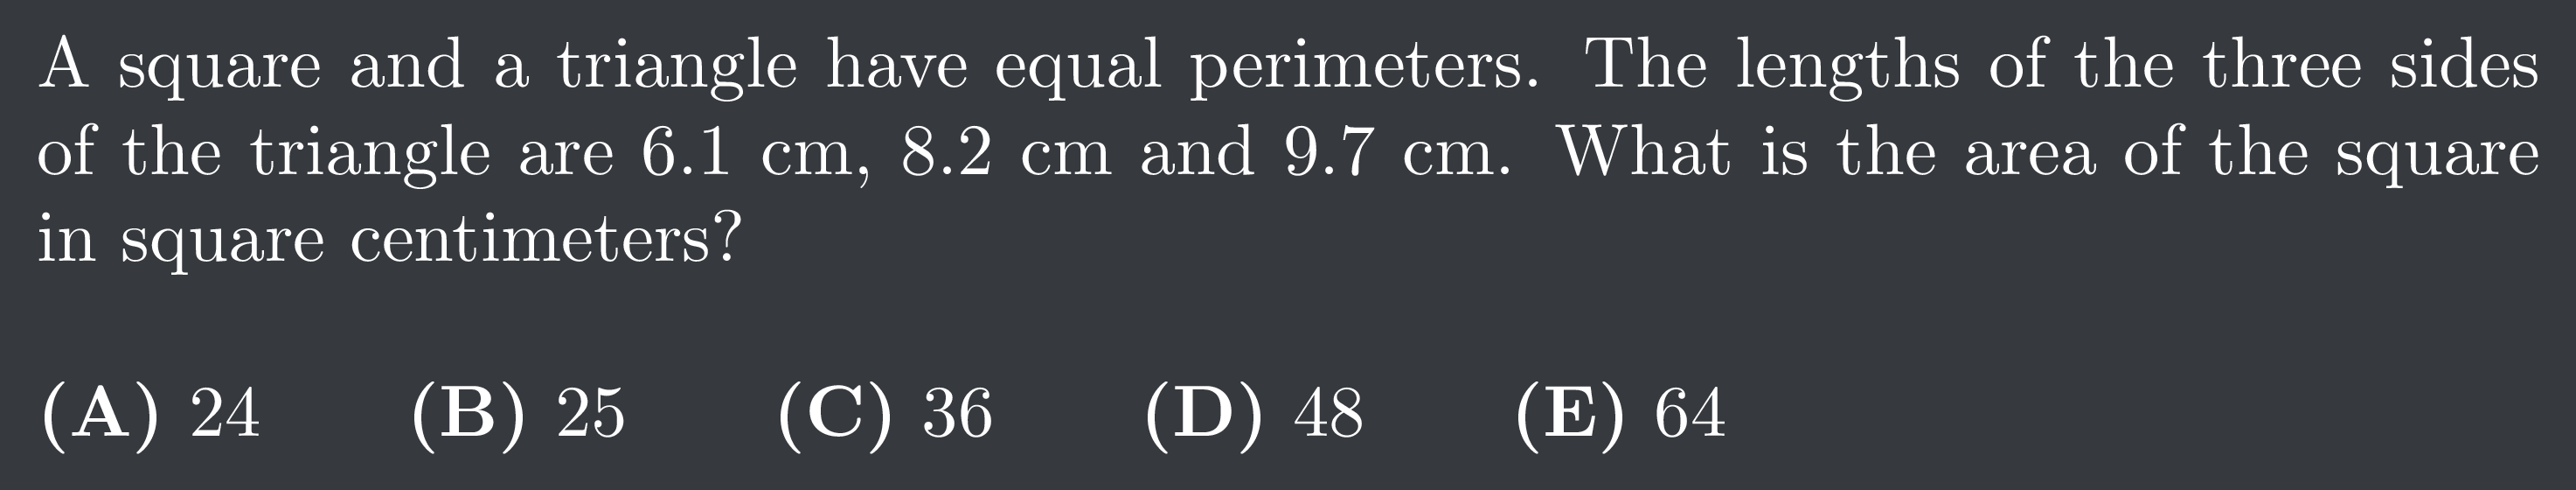 A square and a triangle have equal perimeters. The lengths of the three sides
of the triangle are 6.1 cm, 8.2 cm and 9.7 cm. What is the area of the square
in square centimeters?
(A) 24 (B) 25 (C) 36 (D) 48 (E) 64